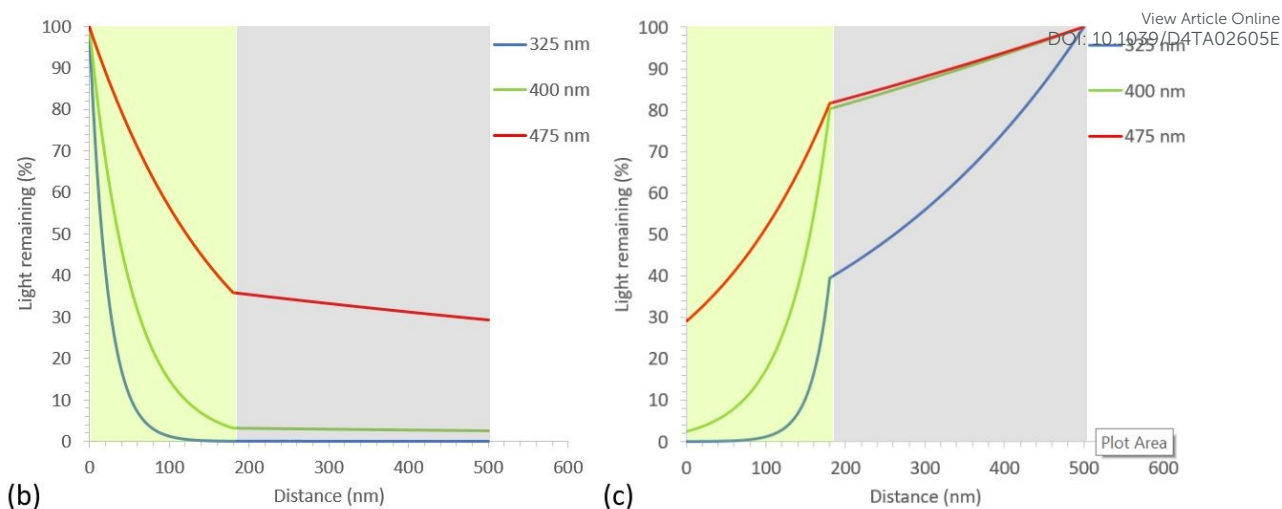 View Article Online
DOI: 10.1039/D4TA02605E
100
90
80
70
60
50
40
30
20
10
0
Light remaining (%)
0 100 200 300 400 500 600
Distance (nm)
325 nm
400 nm
475 nm
(b)
100
90
80
70
60
50
40
30
20
10
0
Light remaining (%)
0 100 200 300 400 500 600
Distance (nm)
325 nm
400 nm
475 nm
Plot Area
(c)